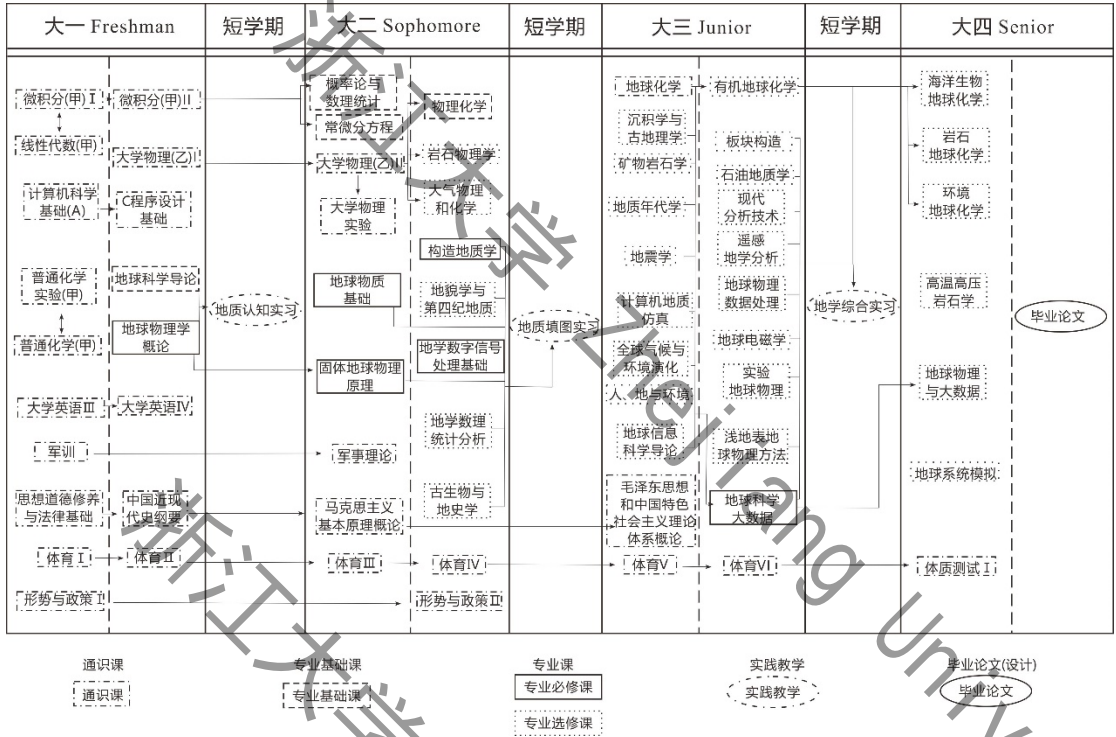 大一 Freshman
短学期
大二 Sophomore
短学期
大三 Junior
短学期
大四 Senior
微积分(甲)Ⅰ
线性代数(甲)
计算机科学
基础(A)
普通化学
实验(甲)
普通化学(甲)
大学英语Ⅲ
军训
思想道德修养
与法律基础
体育Ⅰ
形势与政策Ⅰ
微积分(甲)II
大学物理(乙)I
C程序设计
基础
地球科学导论
地球物理学
概论
大学英语Ⅳ
中国近现
代史纲要
体育Ⅱ
地质认知实习
概率论与
数理统计
常微分方程
大学物理(乙)II
大学物理
实验
地球物质
基础
固体地球物理
原理
军事理论
马克思主义
基本原理概论
体育Ⅲ
物理化学
岩石物理学
大气物理
和化学
构造地质学
地貌学与
第四纪地质
地学数字信号
处理基础
地学数理
统计分析
古生物与
地史学
体育Ⅳ
形势与政策Ⅱ
地质填图实习
地球化学
沉积学与
古地理学
矿物岩石学
地质年代学
地震学
计算机地质
仿真
全球气候与
环境演化
人、地与环境
地球信息
科学导论
毛泽东思想
和中国特色
社会主义理论
体系概论
体育Ⅴ
有机地球化学
板块构造
石油地质学
现代
分析技术
遥感
地学分析
地球物理
数据处理
地球电磁学
实验
地球物理
浅地表地
球物理方法
地球科学
大数据
体育Ⅵ
地学综合实习
海洋生物
地球化学
岩石
地球化学
环境
地球化学
高温高压
岩石学
地球物理
与大数据
地球系统模拟
体质测试Ⅰ
毕业论文
通识课
专业基础课
专业课
实践教学
毕业论文(设计)
通识课
专业基础课
专业必修课
实践教学
毕业论文
专业选修课
浙江大学 Zhejiang Univ
浙江大学